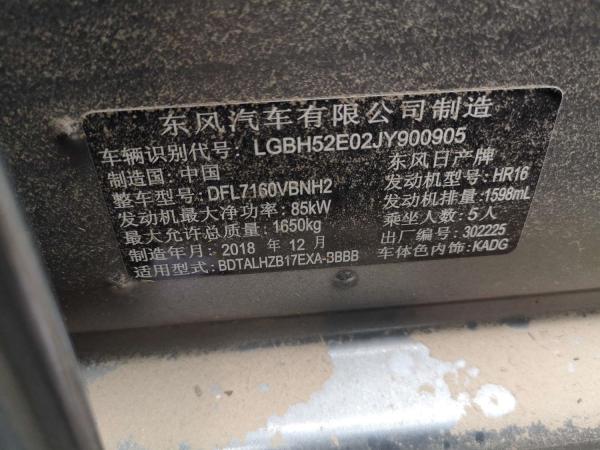 东风汽车有限公司制造
车辆识别代号: LGBH52E02JY900905
制造国: 中国 东风日产牌
整车型号: DFL7160VBNH2 发动机型号: HR16
发动机最大净功率: 85kW 发动机排量: 1598mL
最大允许总质量: 1650kg 乘坐人数: 5人
制造年月: 2018 年 12 月 出厂编号: 302225
适用型式: BDTALHZB17EXA-BBBB 车体色内饰: KADG